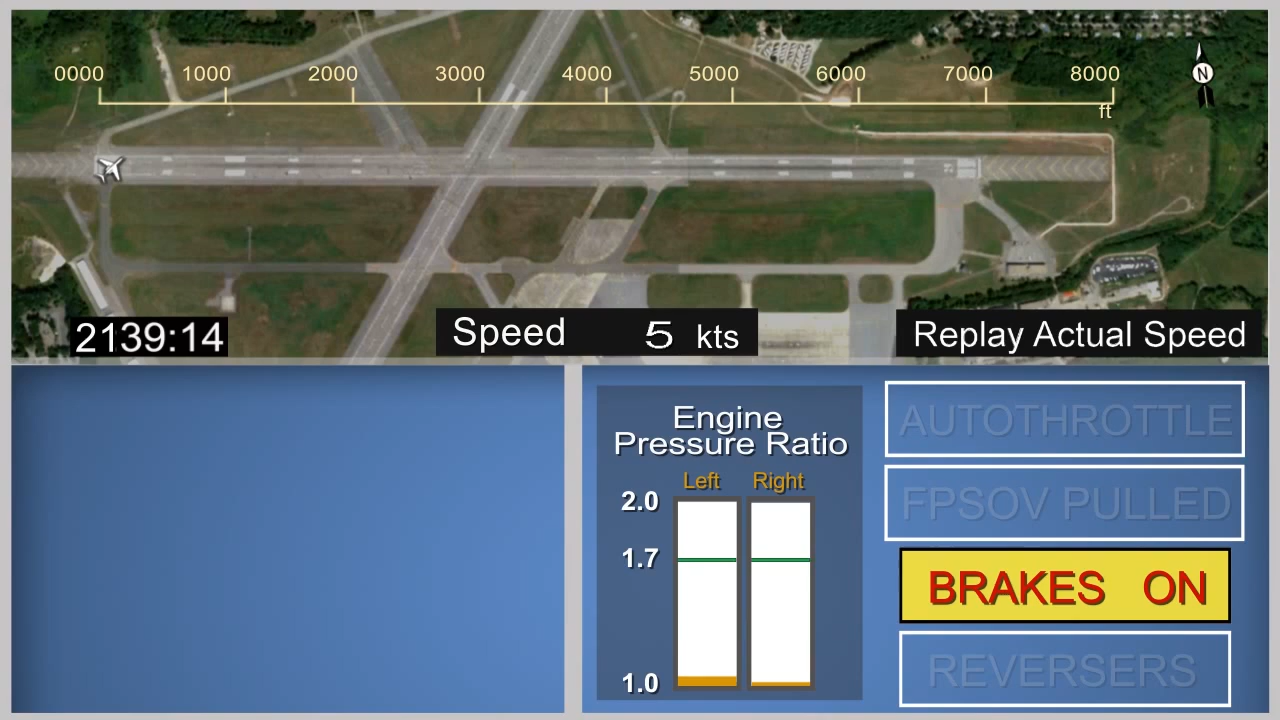 0000 1000 2000 3000 4000 5000 6000 7000 8000
ft
N
2139:14
Speed 5 kts
Replay Actual Speed
Engine
Pressure Ratio
Left Right
2.0
1.7
1.0
AUTOTHROTTLE
FPSOV PULLED
BRAKES ON
REVERSERS